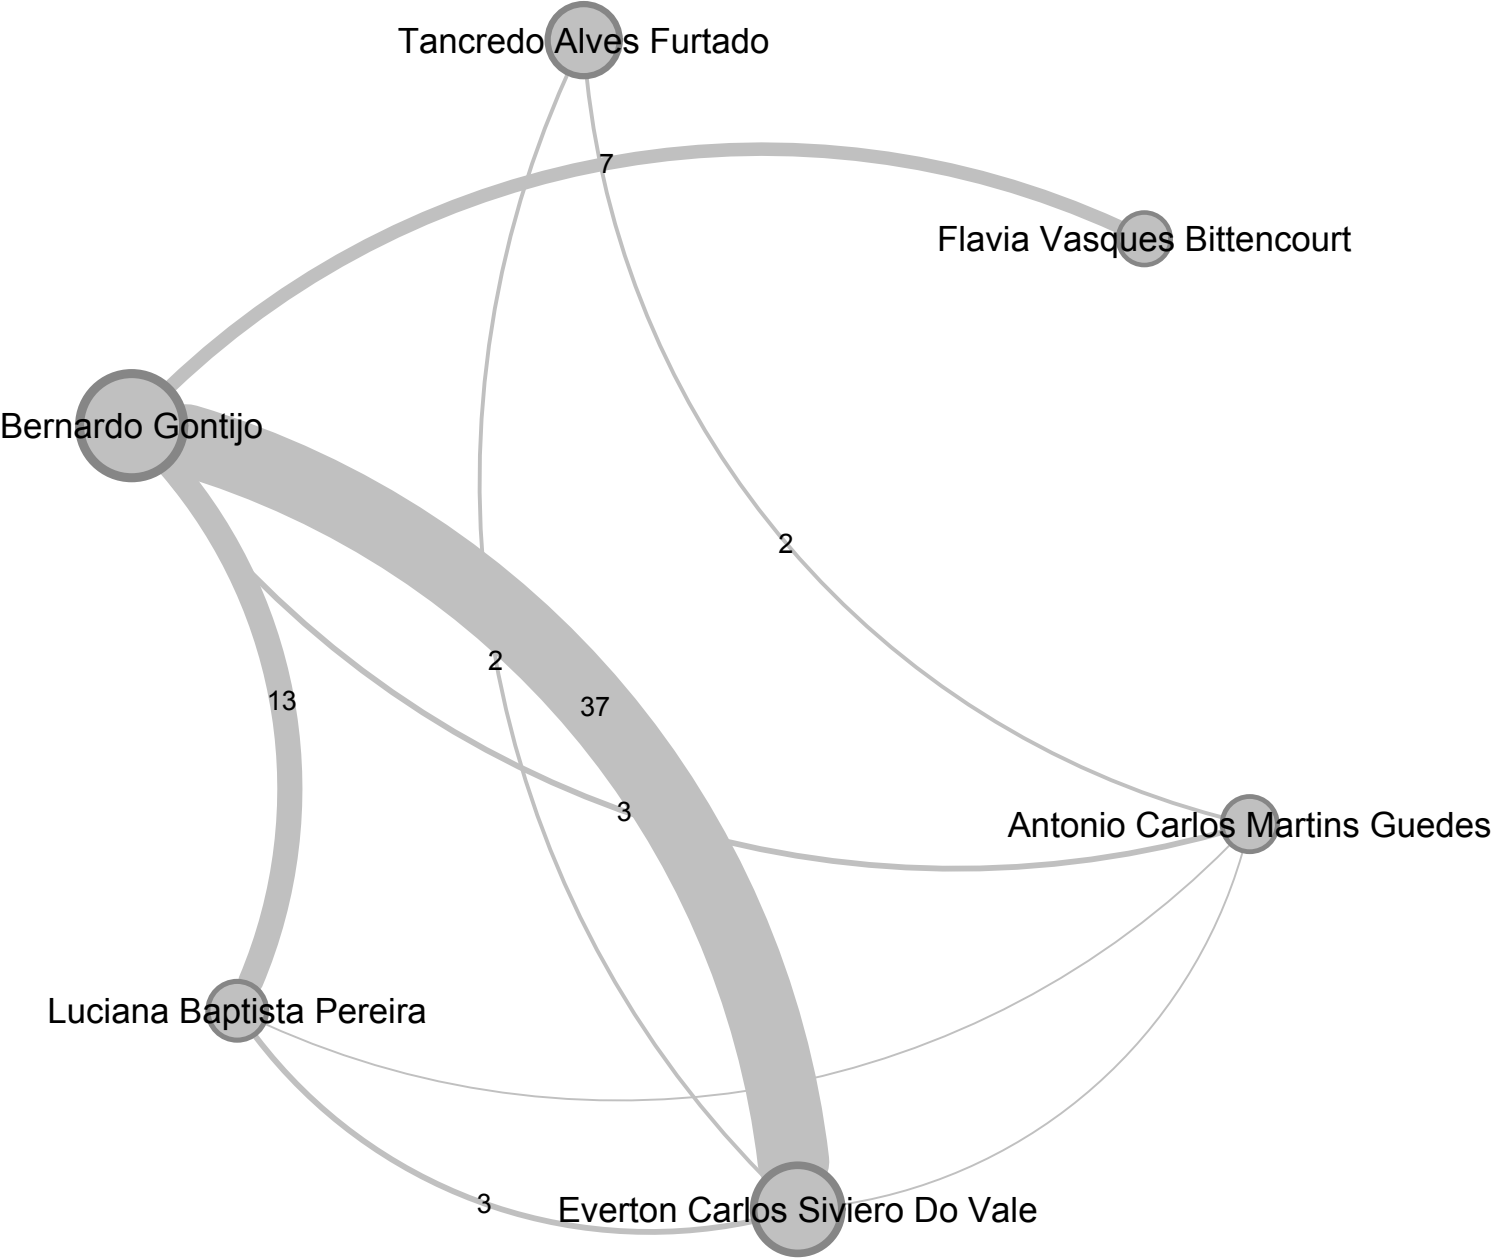 Tancredo Alves Furtado
7
Flavia Vasques Bittencourt
Bernardo Gontijo
2
2
13
37
3
Antonio Carlos Martins Guedes
Luciana Baptista Pereira
3
Everton Carlos Siviero Do Vale